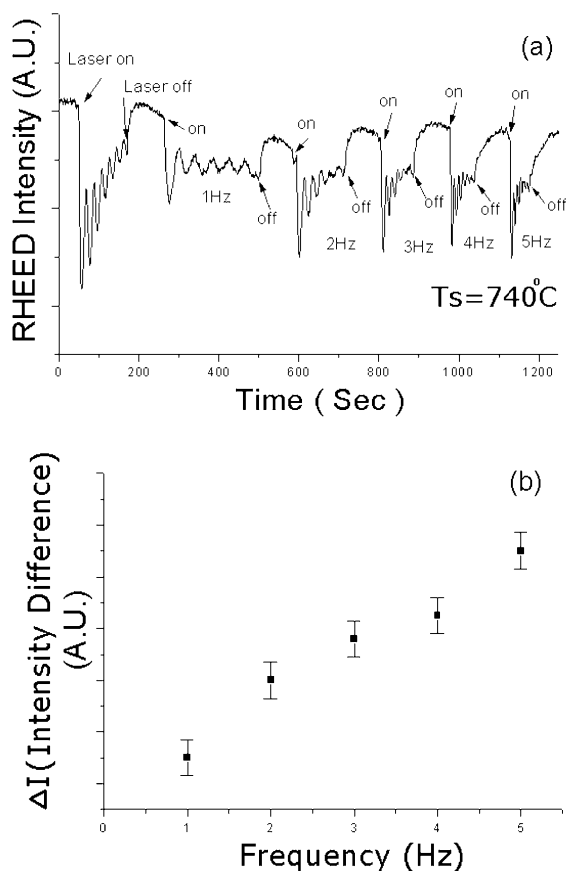 (a)
RHEED Intensity (A.U.)
Laser on
Laser off
on
1Hz
off
on
2Hz
off
on
3Hz
off
on
4Hz
off
on
5Hz
off
Ts=740°C
0 200 400 600 800 1000 1200
Time ( Sec )
(b)
ΔI(Intensity Difference)
(A.U.)
0 1 2 3 4 5
Frequency (Hz)